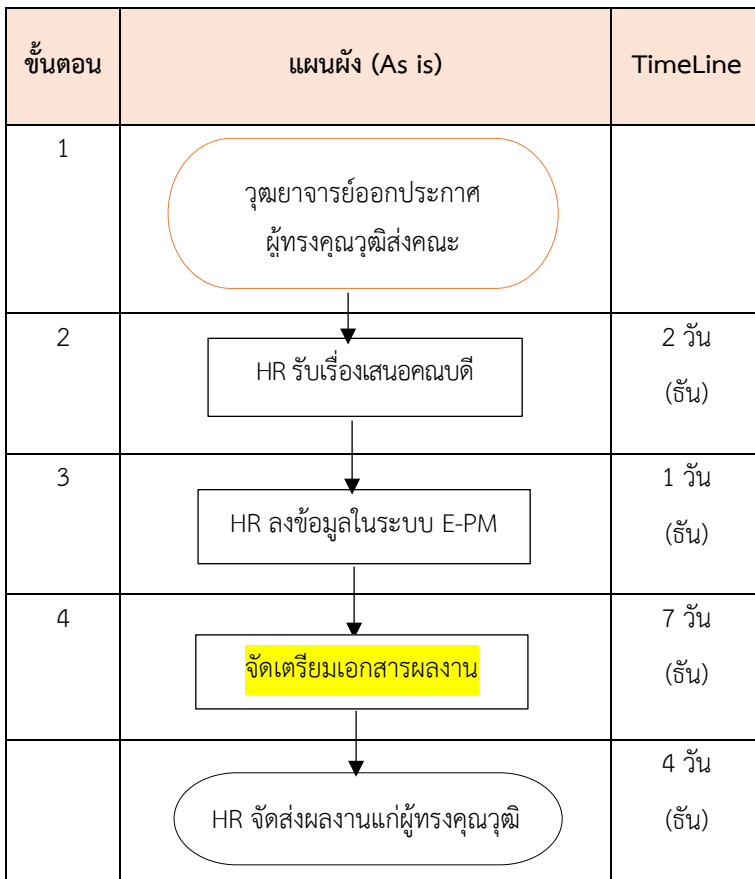 ขั้นตอน แผนผัง (As is) TimeLine
1
วุฒยาจารย์ออกประกาศ
ผู้ทรงคุณวุฒิส่งคณะ
2 2 วัน
HR รับเรื่องเสนอคณบดี
(ธัน)
3 1 วัน
HR ลงข้อมูลในระบบ E-PM
(ธัน)
4 7 วัน
จัดเตรียมเอกสารผลงาน
(ธัน)
4 วัน
HR จัดส่งผลงานแก่ผู้ทรงคุณวุฒิ
(ธัน)